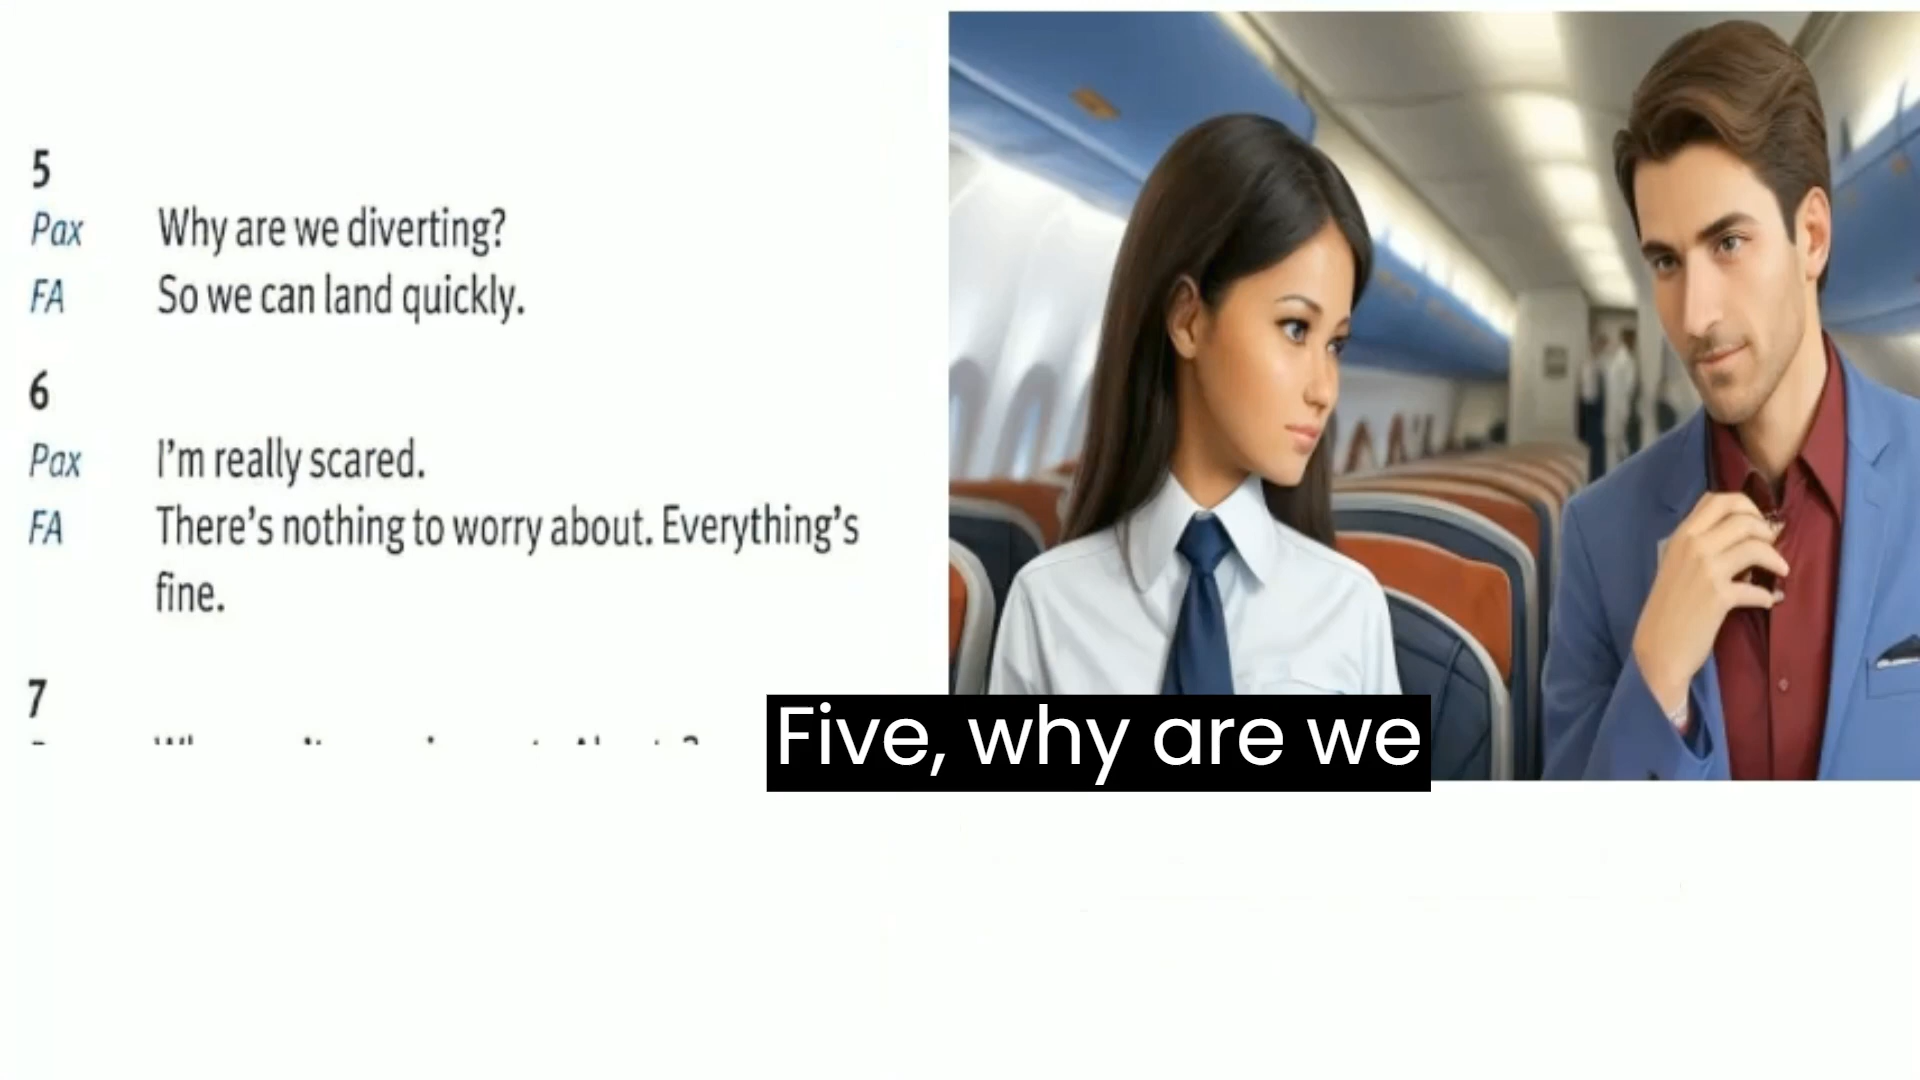 5
Pax Why are we diverting?
FA So we can land quickly.
6
Pax I'm really scared.
FA There's nothing to worry about. Everything's
fine.
7
Five, why are we